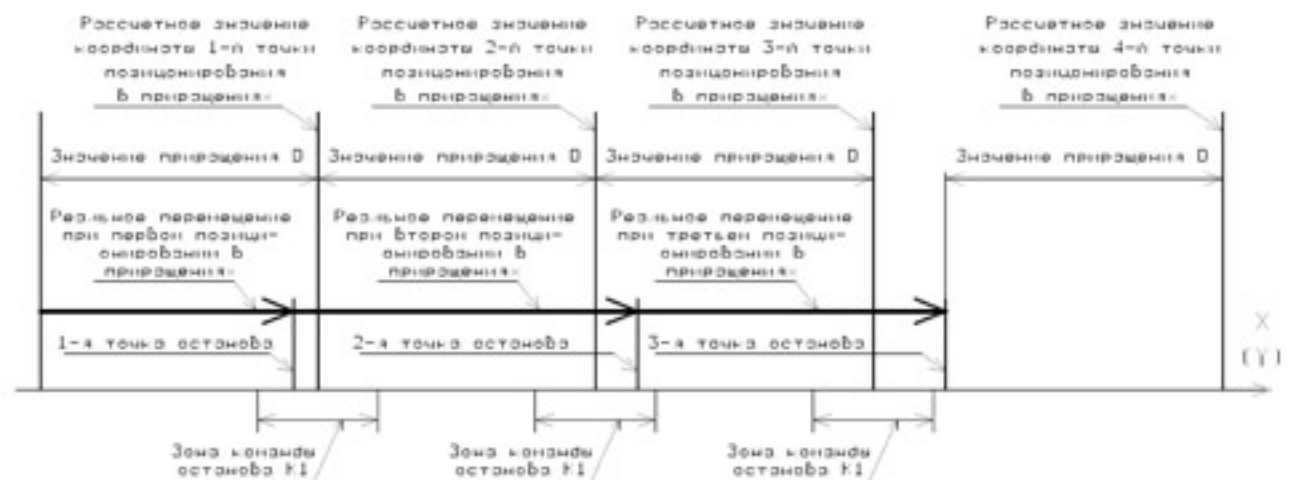 Рассчетное значение
координаты 1-й точки
позиционирования
в приращениях
Рассчетное значение
координаты 2-й точки
позиционирования
в приращениях
Рассчетное значение
координаты 3-й точки
позиционирования
в приращениях
Рассчетное значение
координаты 4-й точки
позиционирования
в приращениях
Значение приращения D
Значение приращения D
Значение приращения D
Значение приращения D
Реальное перемещение
при первом позици-
онировании в
приращениях
Реальное перемещение
при втором позици-
онировании в
приращениях
Реальное перемещение
при третьем позици-
онировании в
приращениях
1-я точка останова
2-я точка останова
3-я точка останова
X
(Y)
Зона команды
останова K1
Зона команды
останова K1
Зона команды
останова K1